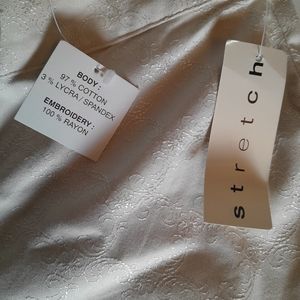 BODY:
97 % COTTON
3 % LYCRA / SPANDEX
EMBROIDERY:
100 % RAYON
stretch